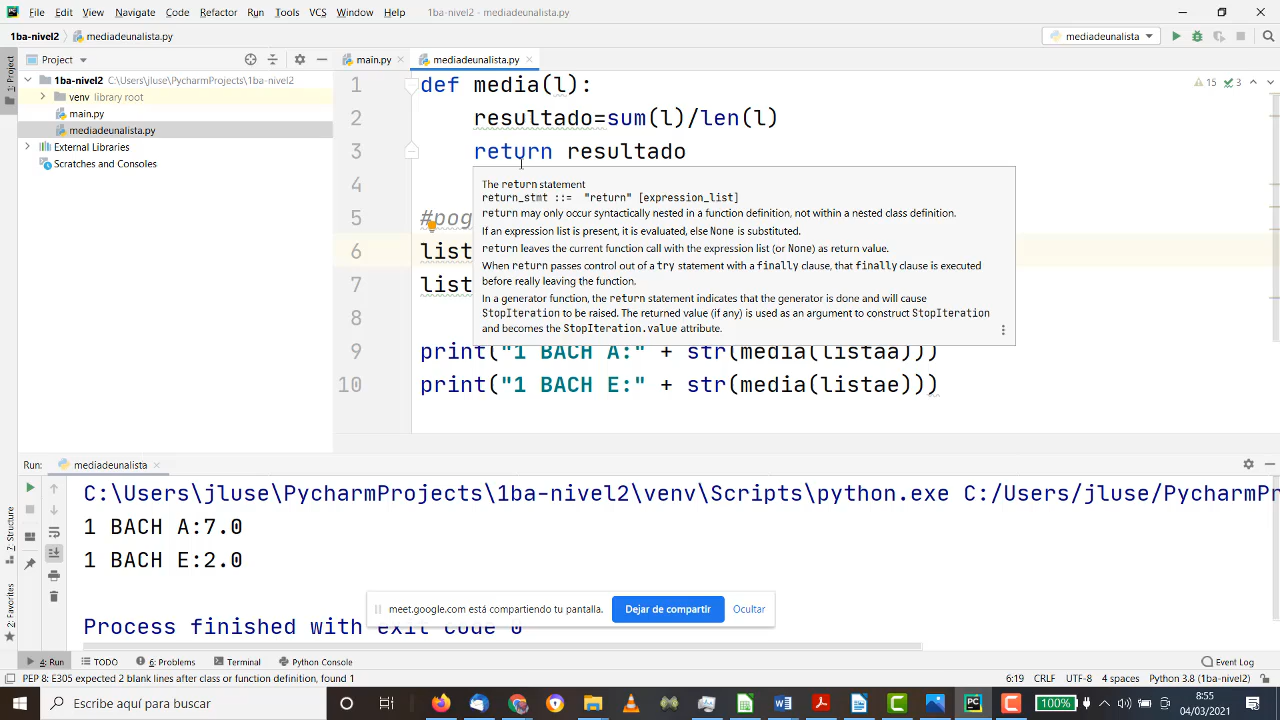 File Edit View Navigate Code Refactor Run Tools VCS Window Help 1ba-nivel2 - mediadeunalista.py
1ba-nivel2 mediadeunalista.py mediadeunalista
Project main.py mediadeunalista.py
1: Project
1ba-nivel2 C:\Users\jluse\PycharmProjects\1ba-nivel2
venv library root
main.py
mediadeunalista.py
External Libraries
Scratches and Consoles
15 3
1 def media(l):
2 resultado=sum(l)/len(l)
3 return resultado
4
5 #pog
6 list
7 list
8
9 print("1 BACH A:" + str(media(listaa)))
10 print("1 BACH E:" + str(media(listae)))
The return statement
return_stmt ::= "return" [expression_list]
return may only occur syntactically nested in a function definition, not within a nested class definition.
If an expression list is present, it is evaluated, else None is substituted.
return leaves the current function call with the expression list (or None) as return value.
When return passes control out of a try statement with a finally clause, that finally clause is executed
before really leaving the function.
In a generator function, the return statement indicates that the generator is done and will cause
StopIteration to be raised. The returned value (if any) is used as an argument to construct StopIteration
and becomes the StopIteration.value attribute.
Run: mediadeunalista
7: Structure
2: Favorites
C:\Users\jluse\PycharmProjects\1ba-nivel2\venv\Scripts\python.exe C:/Users/jluse/PycharmPr
1 BACH A:7.0
1 BACH E:2.0
meet.google.com está compartiendo tu pantalla. Dejar de compartir Ocultar
Process finished with exit code 0
4: Run TODO 6: Problems Terminal Python Console Event Log
PEP 8: E305 expected 2 blank lines after class or function definition, found 1 6:19 CRLF UTF-8 4 spaces Python 3.8 (1ba-nivel2)
Escribe aquí para buscar
100%
8:55
04/03/2021